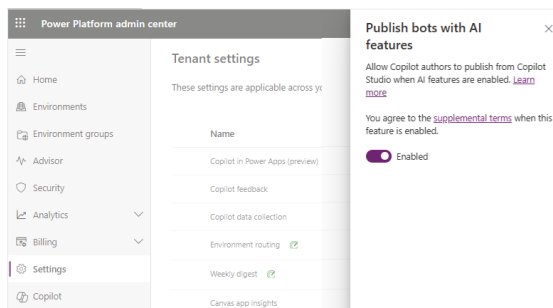 Power Platform admin center
Home
Environments
Environment groups
Advisor
Security
Analytics
Billing
Settings
Copilot
Tenant settings
These settings are applicable across yo
Name
Copilot in Power Apps (preview)
Copilot feedback
Copilot data collection
Environment routing
Weekly digest
Canvas app insights
Publish bots with AI
features
Allow Copilot authors to publish from Copilot
Studio when AI features are enabled. Learn
more
You agree to the supplemental terms when this
feature is enabled.
Enabled